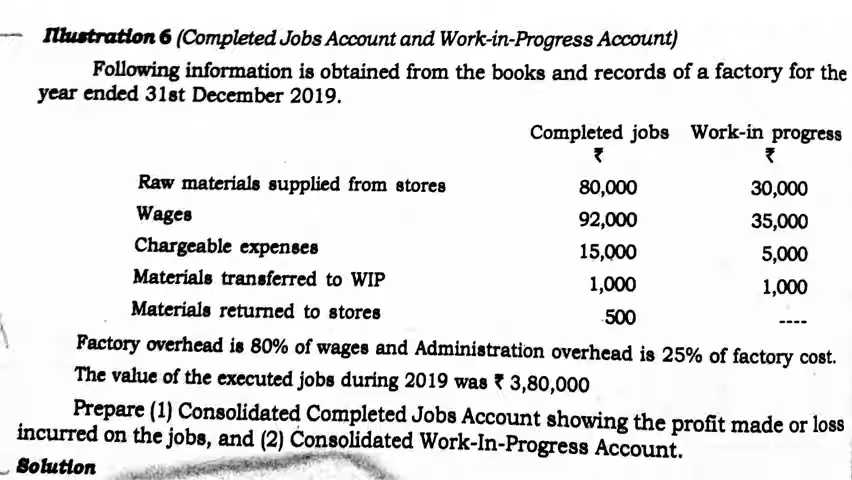 Illustration 6 (Completed Jobs Account and Work-in-Progress Account)
Following information is obtained from the books and records of a factory for the
year ended 31st December 2019.
Completed jobs Work-in progress
₹ ₹
Raw materials supplied from stores 80,000 30,000
Wages 92,000 35,000
Chargeable expenses 15,000 5,000
Materials transferred to WIP 1,000 1,000
Materials returned to stores 500 ----
Factory overhead is 80% of wages and Administration overhead is 25% of factory cost.
The value of the executed jobs during 2019 was ₹ 3,80,000
Prepare (1) Consolidated Completed Jobs Account showing the profit made or loss
incurred on the jobs, and (2) Consolidated Work-In-Progress Account.
Solution